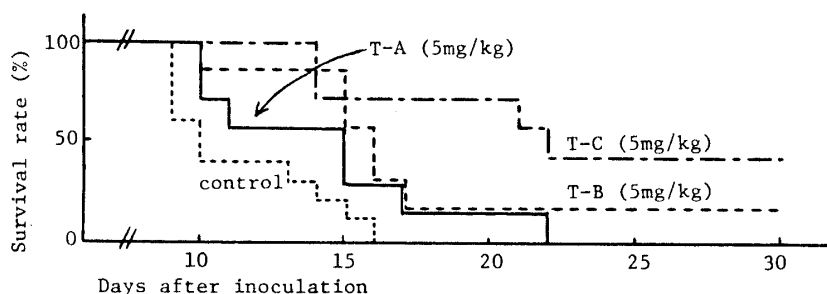 Survival rate (%)
100
50
0
T-A (5mg/kg)
control
T-C (5mg/kg)
T-B (5mg/kg)
10 15 20 25 30
Days after inoculation